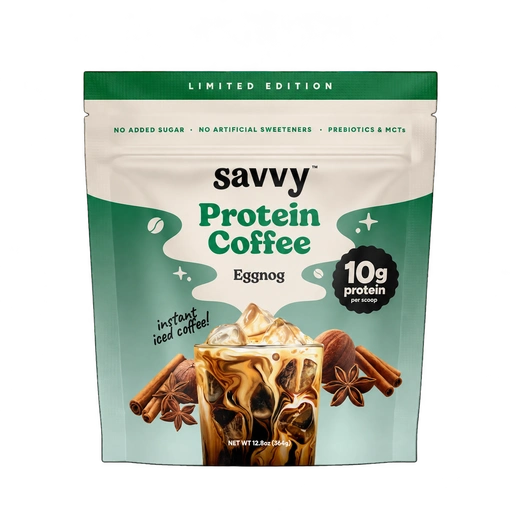 LIMITED EDITION
NO ADDED SUGAR • NO ARTIFICIAL SWEETENERS • PREBIOTICS & MCTs
savvy™
Protein
Coffee
Eggnog
10g
protein
per scoop
instant
iced coffee!
NET WT 12.8oz (364g)